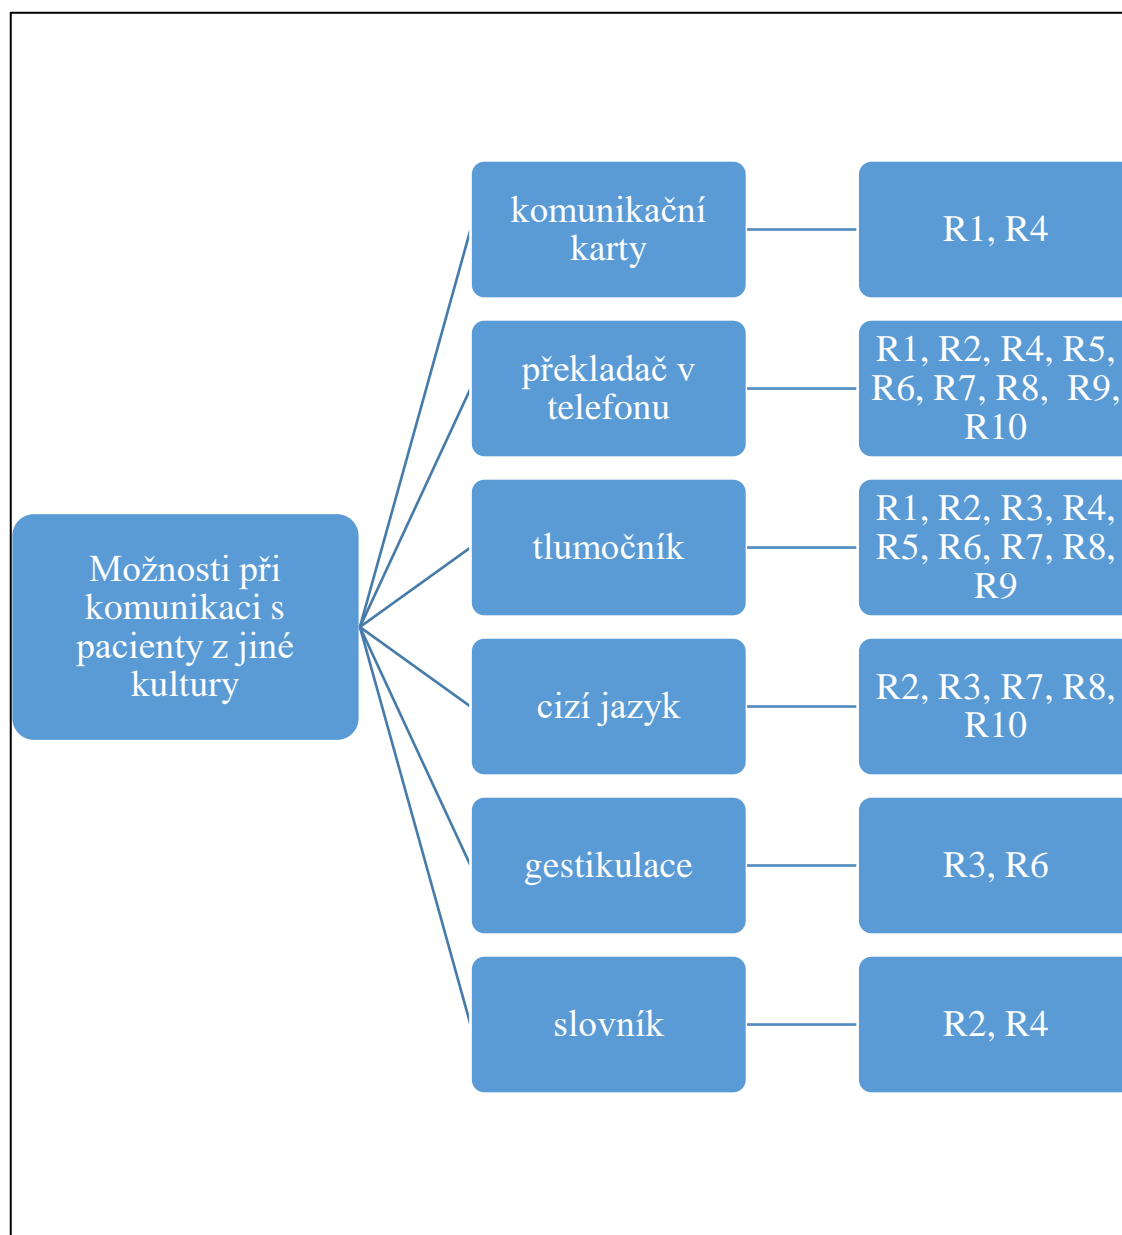 Možnosti při
komunikaci s
pacienty z jiné
kultury
komunikační
karty
R1, R4
překladač v
telefonu
R1, R2, R4, R5,
R6, R7, R8, R9,
R10
tlumočník
R1, R2, R3, R4,
R5, R6, R7, R8,
R9
cizí jazyk
R2, R3, R7, R8,
R10
gestikulace
R3, R6
slovník
R2, R4